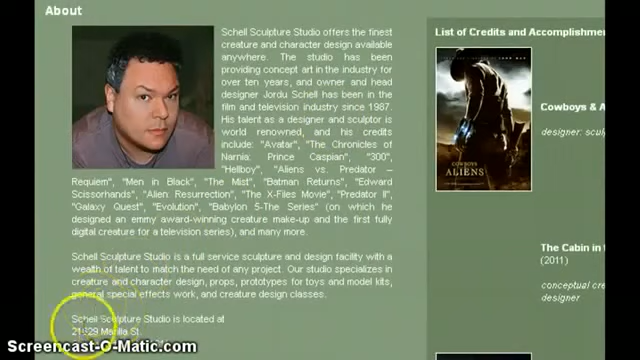 About
Schell Sculpture Studio offers the finest
creature and character design available
anywhere. The studio has been
providing concept art in the industry for
over ten years, and owner and head
designer Jordu Schell has been in the
film and television industry since 1987.
His talent as a designer and sculptor is
world renowned, and his credits
include: "Avatar", "The Chronicles of
Narnia: Prince Caspian", "300",
"Hellboy", "Aliens vs. Predator –
Requiem", "Men in Black", "The Mist", "Batman Returns", "Edward
Scissorhands", "Alien Resurrection", "The X-Files Movie", "Predator II",
"Galaxy Quest", "Evolution", "Babylon 5-The Series" (on which he
designed an emmy award-winning creature make-up and the first fully
digital creature for a television series), and many more.
Schell Sculpture Studio is a full service sculpture and design facility with a
wealth of talent to match the need of any project. Our studio specializes in
creature and character design, props, prototypes for toys and model kits,
general special effects work, and creature design classes.
Schell Sculpture Studio is located at
St.
List of Credits and Accomplishmen
COWBOYS &
ALIENS
Cowboys & A
designer: scul
The Cabin in t
(2011)
conceptual cre
designer
Screencast-O-Matic.com